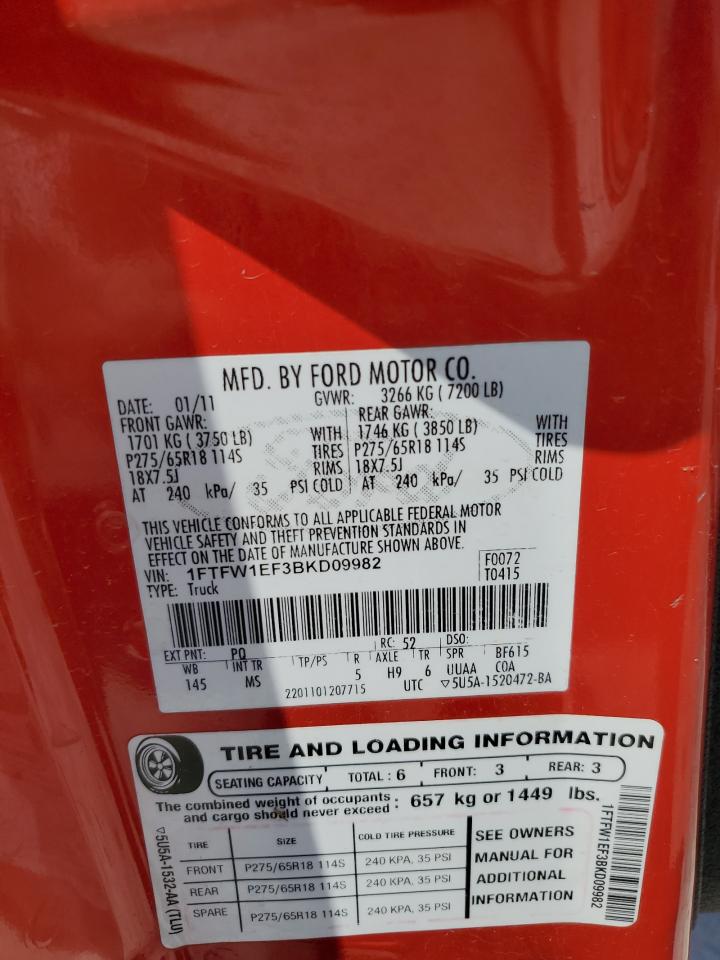 MFD. BY FORD MOTOR CO.
DATE: 01/11 GVWR: 3266 KG ( 7200 LB)
FRONT GAWR: REAR GAWR:
1701 KG ( 3750 LB) WITH 1746 KG ( 3850 LB) WITH
P275/65R18 114S TIRES P275/65R18 114S TIRES
18X7.5J RIMS 18X7.5J RIMS
AT 240 kPa/ 35 PSI COLD AT 240 kPa/ 35 PSI COLD
THIS VEHICLE CONFORMS TO ALL APPLICABLE FEDERAL MOTOR
VEHICLE SAFETY AND THEFT PREVENTION STANDARDS IN
EFFECT ON THE DATE OF MANUFACTURE SHOWN ABOVE.
VIN: 1FTFW1EF3BKD09982 F0072
TYPE: Truck T0415
EXT PNT: PQ RC: 52 DSO:
WB INT TR TP/PS R AXLE TR SPR BF615
145 MS 5 H9 6 UUAA COA
2201101207715 UTC ▽5U5A-1520472-BA
TIRE AND LOADING INFORMATION
SEATING CAPACITY TOTAL : 6 FRONT: 3 REAR: 3
The combined weight of occupants : 657 kg or 1449 lbs.
and cargo should never exceed
TIRE SIZE COLD TIRE PRESSURE SEE OWNERS
FRONT P275/65R18 114S 240 KPA, 35 PSI MANUAL FOR
REAR P275/65R18 114S 240 KPA, 35 PSI ADDITIONAL
SPARE P275/65R18 114S 240 KPA, 35 PSI INFORMATION
▽5U5A-1532-AA (TLU)
1FTFW1EF3BKD09982